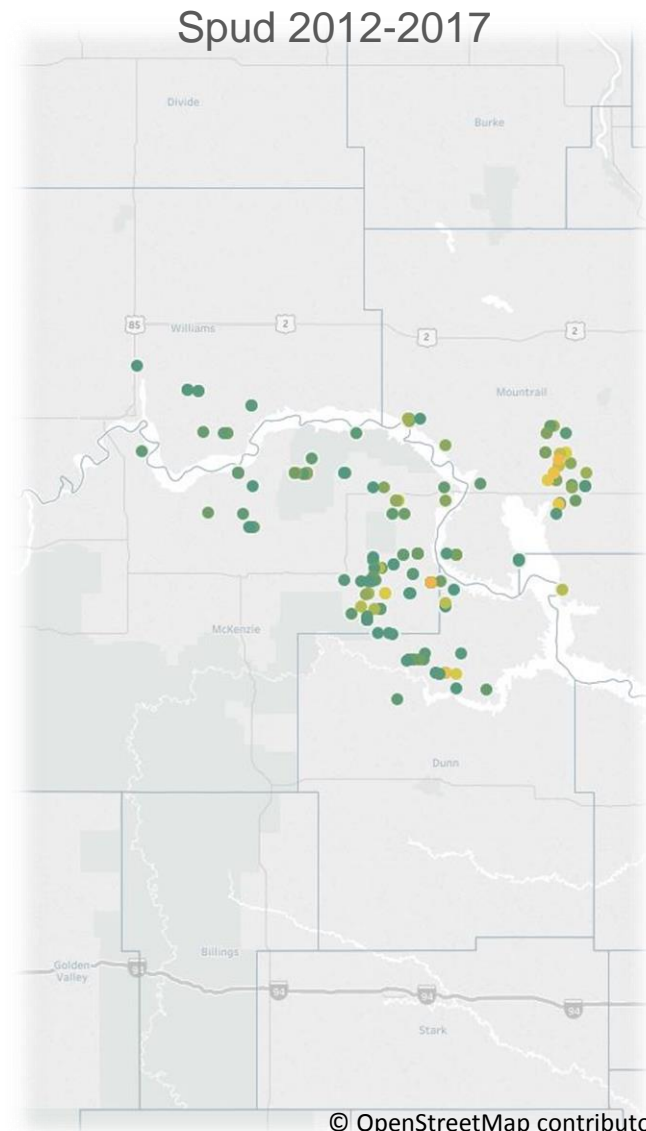 Spud 2012-2017
Divide
Burke
85
Williams
2
2
2
Mountrail
McKenzie
Dunn
Billings
Golden
Valley
94
94
94
Stark
© OpenStreetMap contributo